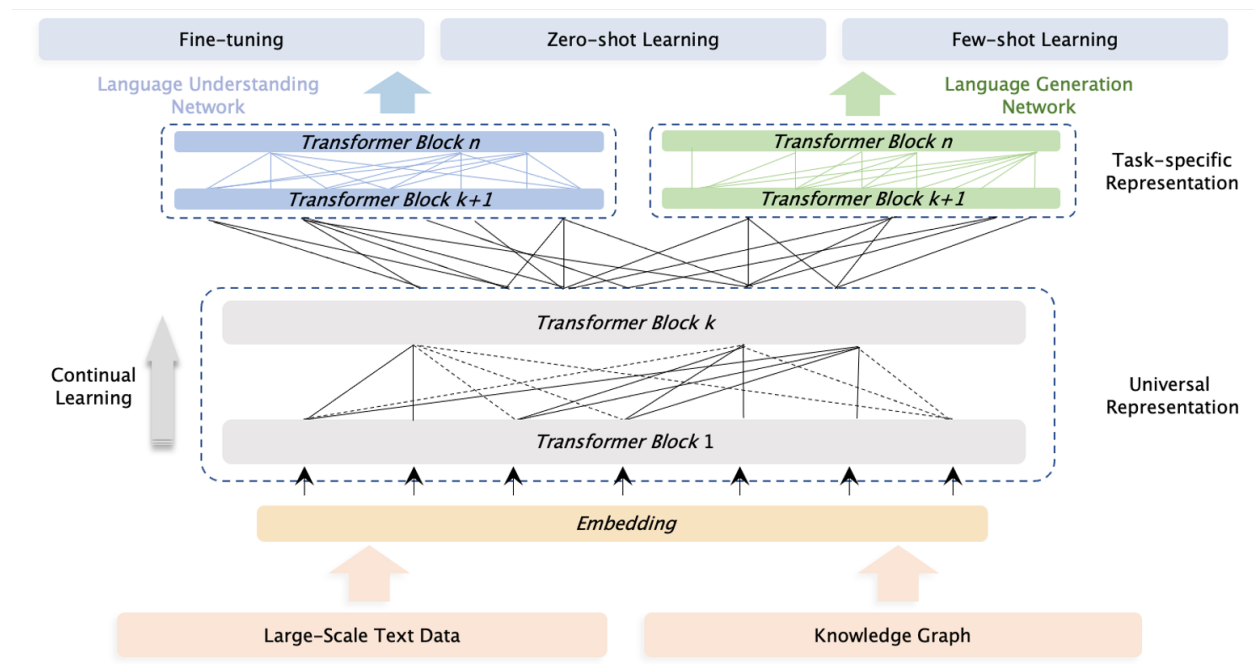 Fine-tuning
Zero-shot Learning
Few-shot Learning
Language Understanding
Network
Language Generation
Network
Transformer Block n
Transformer Block n
Transformer Block k+1
Transformer Block k+1
Task-specific
Representation
Transformer Block k
Continual
Learning
Universal
Representation
Transformer Block 1
Embedding
Large-Scale Text Data
Knowledge Graph